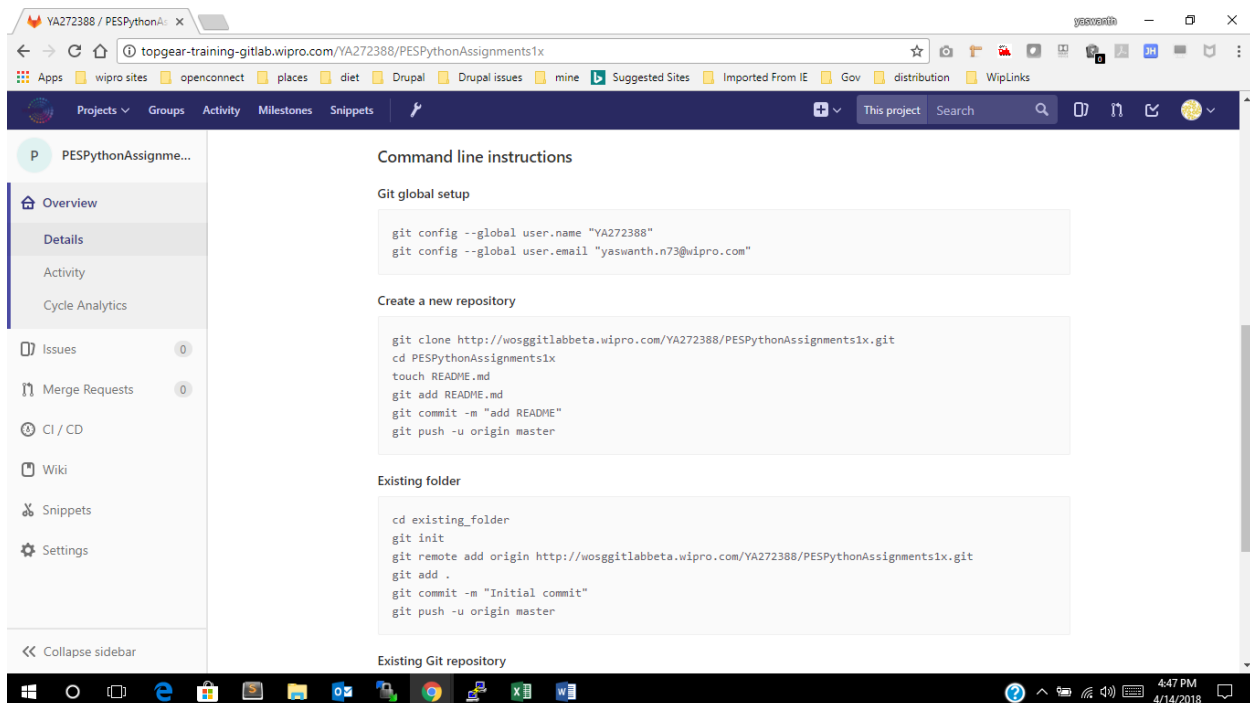 YA272388 / PESPythonAs
yaswanth
topgear-training-gitlab.wipro.com/YA272388/PESPythonAssignments1x
Apps wipro sites openconnect places diet Drupal Drupal issues mine Suggested Sites Imported From IE Gov distribution WipLinks
Projects Groups Activity Milestones Snippets This project Search
P PESPythonAssignme...
Overview
Details
Activity
Cycle Analytics
Issues 0
Merge Requests 0
CI / CD
Wiki
Snippets
Settings
Collapse sidebar
Command line instructions
Git global setup
git config --global user.name "YA272388"
git config --global user.email "yaswanth.n73@wipro.com"
Create a new repository
git clone http://wosggitlabbeta.wipro.com/YA272388/PESPythonAssignments1x.git
cd PESPythonAssignments1x
touch README.md
git add README.md
git commit -m "add README"
git push -u origin master
Existing folder
cd existing_folder
git init
git remote add origin http://wosggitlabbeta.wipro.com/YA272388/PESPythonAssignments1x.git
git add .
git commit -m "Initial commit"
git push -u origin master
Existing Git repository
4:47 PM
4/14/2018